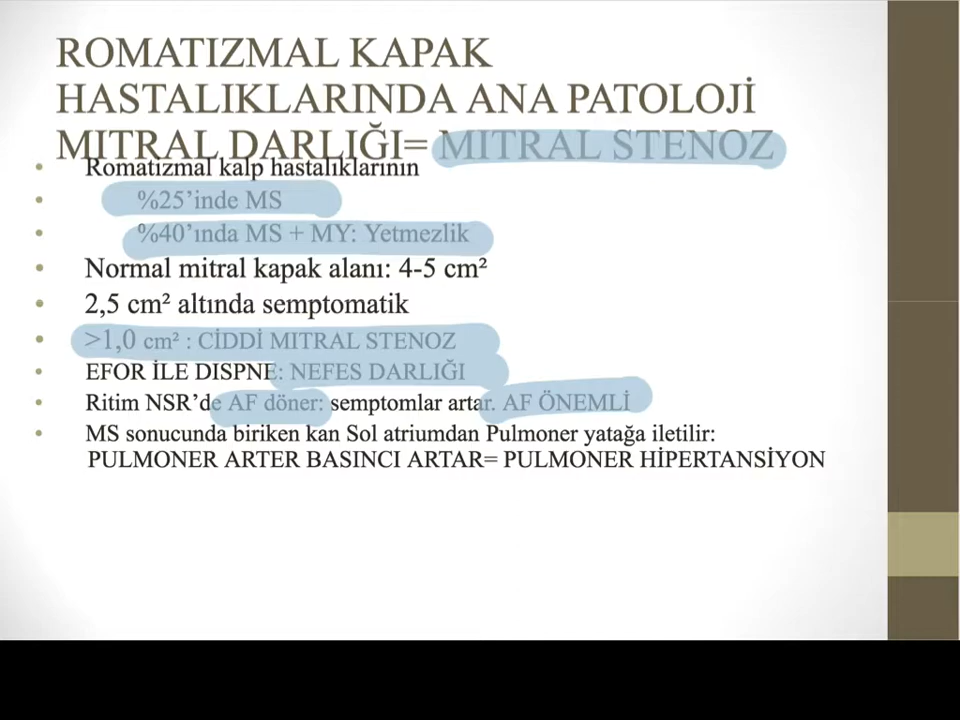 ROMATIZMAL KAPAK
HASTALIKLARINDA ANA PATOLOJİ
MITRAL DARLIĞI= MITRAL STENOZ
• Romatizmal kalp hastalıklarının
• %25’inde MS
• %40’ında MS + MY: Yetmezlik
• Normal mitral kapak alanı: 4-5 cm²
• 2,5 cm² altında semptomatik
• >1,0 cm² : CİDDİ MITRAL STENOZ
• EFOR İLE DISPNE: NEFES DARLIĞI
• Ritim NSR’de AF döner: semptomlar artar. AF ÖNEMLİ
• MS sonucunda biriken kan Sol atriumdan Pulmoner yatağa iletilir:
PULMONER ARTER BASINCI ARTAR= PULMONER HİPERTANSİYON